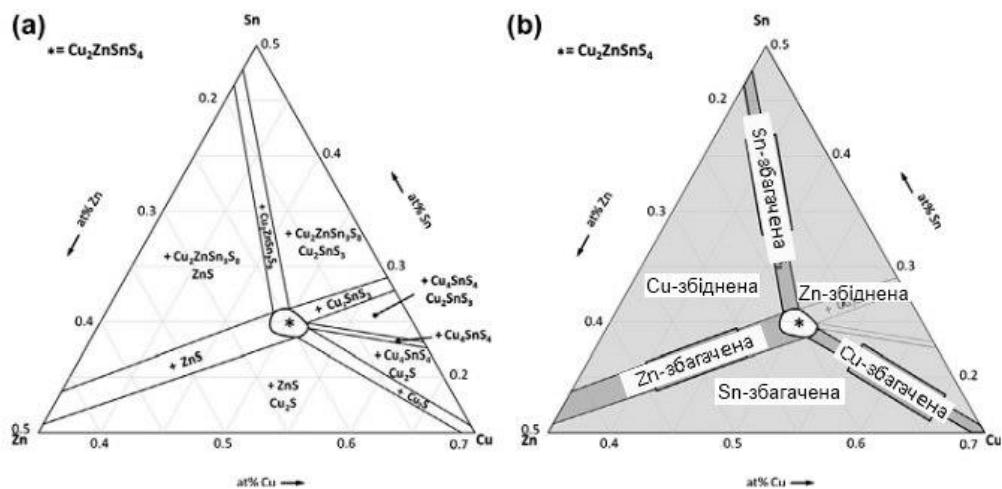 (a)
Sn
*= Cu₂ZnSnS₄
0.5
0.2
0.4
at% Zn
at% Sn
0.3
+ Cu₂ZnSn₃S₈
Cu₂SnS₃
+ Cu₂ZnSn₃S₈
ZnS
0.3
+ Cu₄SnS₄
Cu₂SnS₃
+ Cu₂SnS₃
0.4
*
+ Cu₄SnS₄
+ ZnS
+ Cu₄SnS₄
Cu₂S
0.2
+ ZnS
Cu₂S
+ Cu₂S
0.5
Zn
0.4
0.5
0.6
0.7
Cu
at% Cu
(b)
Sn
*= Cu₂ZnSnS₄
0.5
0.2
Sn-збагачена
0.4
at% Zn
at% Sn
0.3
0.3
Cu-збіднена
Zn-збіднена
0.4
*
Zn-збагачена
Cu-збагачена
0.2
Sn-збагачена
0.5
Zn
0.4
0.5
0.6
0.7
Cu
at% Cu